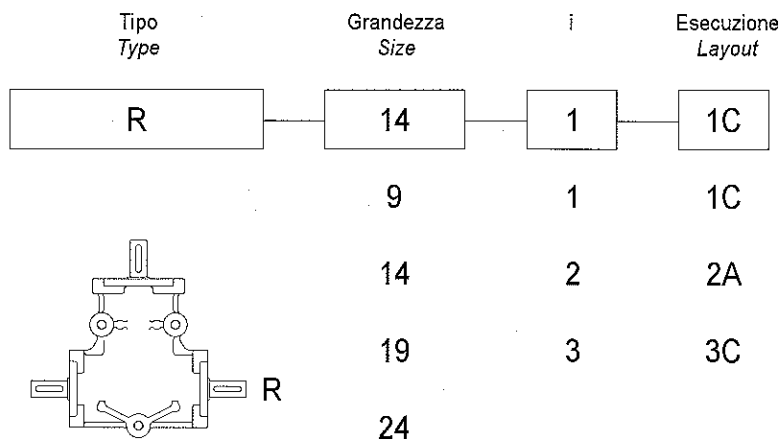 Tipo Grandezza i Esecuzione
Type Size Layout
R 14 1 1C
9 1 1C
14 2 2A
19 3 3C
R
24